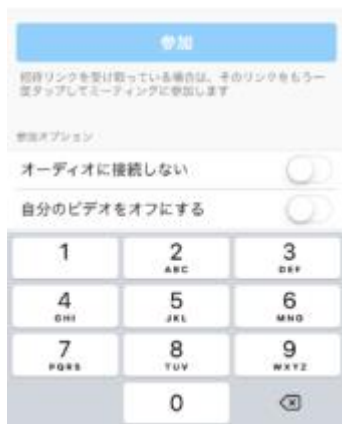 参加
招待リンクを受け取っている場合は、そのリンクをもう一
度タップしてミーティングに参加します
参加オプション
オーディオに接続しない
自分のビデオをオフにする
1 2 3
ABC DEF
4 5 6
GHI JKL MNO
7 8 9
PQRS TUV WXYZ
0